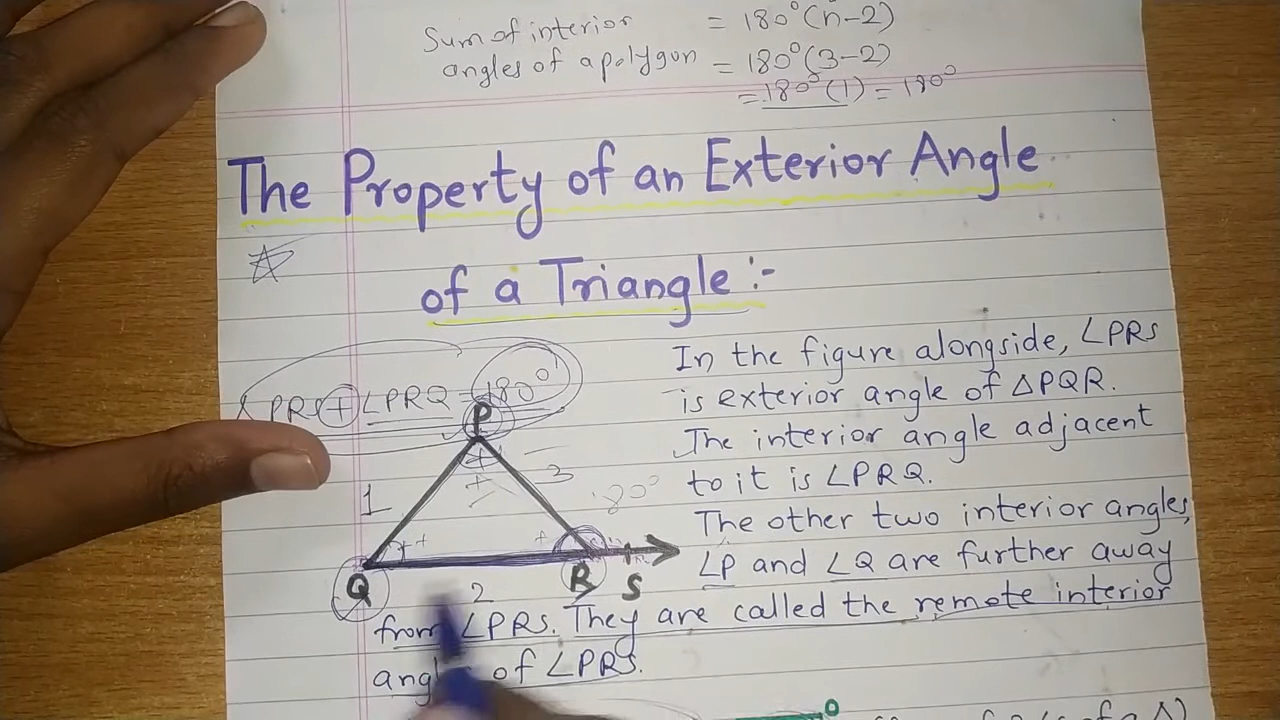 Sum of interior = 180°(n-2)
angles of a polygon = 180°(3-2)
= 180°(1) = 180°
The Property of an Exterior Angle
of a Triangle :-
In the figure alongside, ∠PRS
∠PRS + ∠PRQ = 180°
is exterior angle of △PQR.
P
The interior angle adjacent
to it is ∠PRQ.
1
3
180°
The other two interior angles,
∠P and ∠Q are further away
Q
R
S
2
from ∠PRS. They are called the remote interior
of ∠PRS.